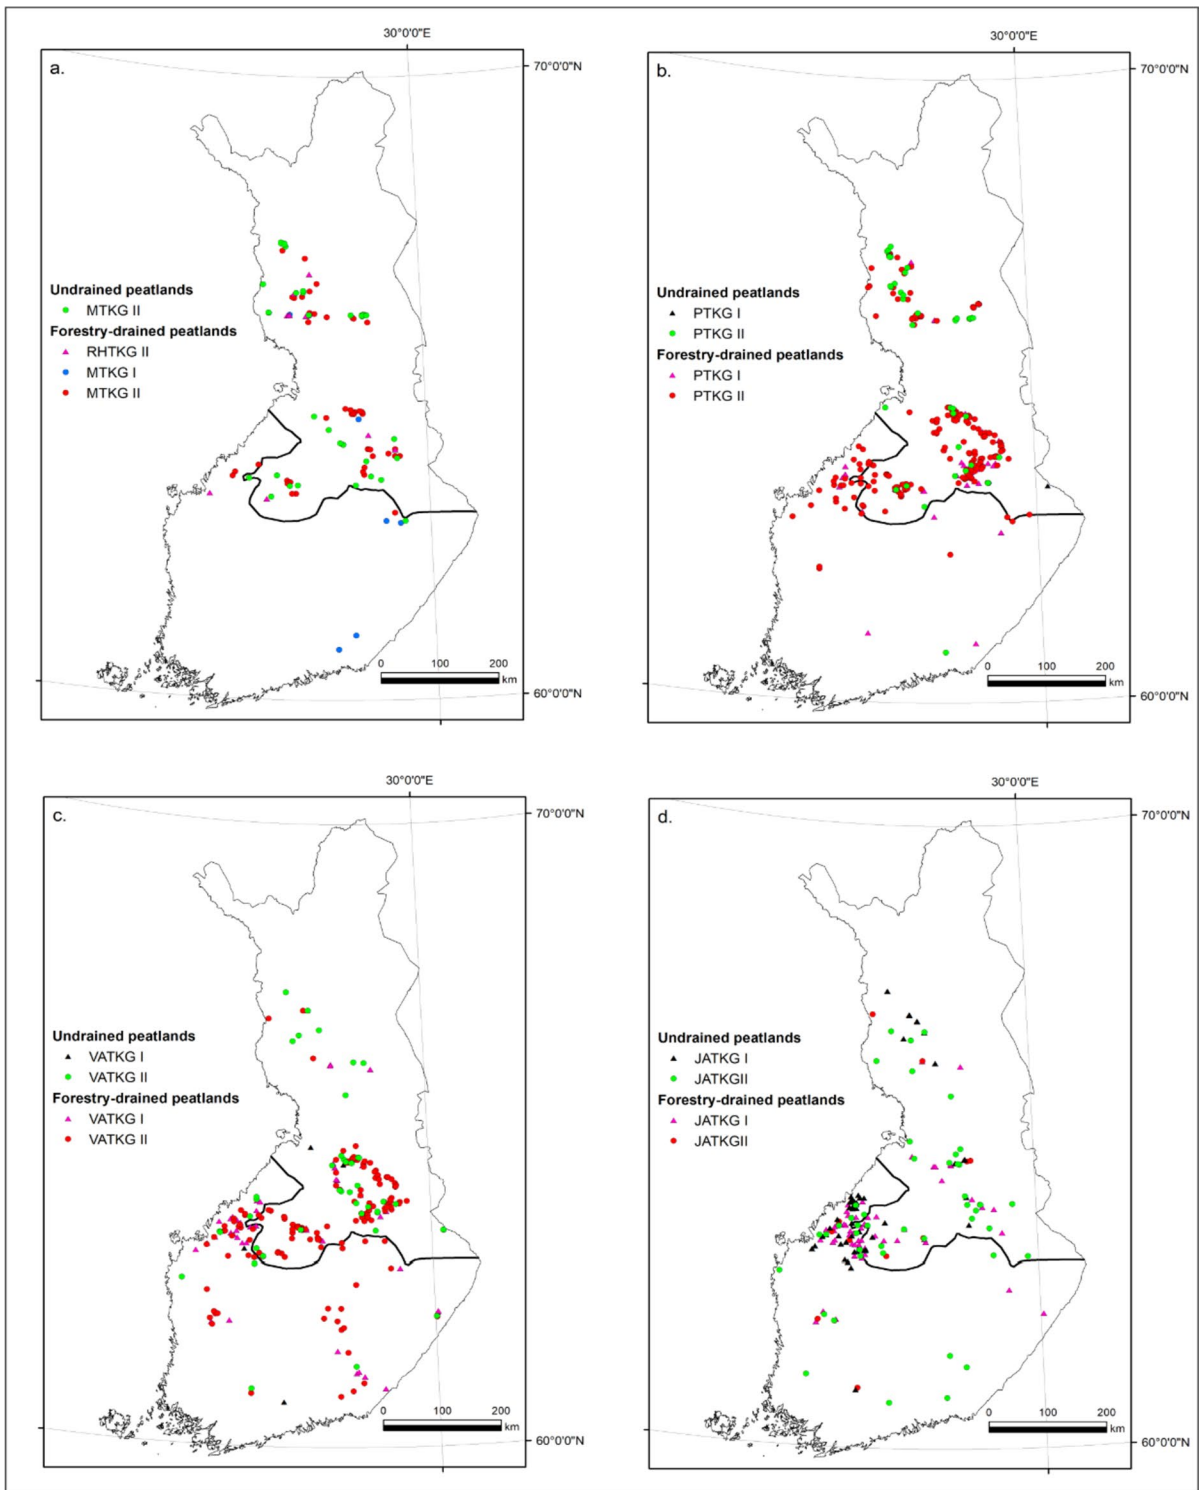 30°0'0"E
a.
70°0'0"N
Undrained peatlands
MTKG II
Forestry-drained peatlands
RHTKG II
MTKG I
MTKG II
0 100 200
km
60°0'0"N
30°0'0"E
b.
70°0'0"N
Undrained peatlands
PTKG I
PTKG II
Forestry-drained peatlands
PTKG I
PTKG II
0 100 200
km
60°0'0"N
30°0'0"E
c.
70°0'0"N
Undrained peatlands
VATKG I
VATKG II
Forestry-drained peatlands
VATKG I
VATKG II
0 100 200
km
60°0'0"N
30°0'0"E
d.
70°0'0"N
Undrained peatlands
JATKG I
JATKGII
Forestry-drained peatlands
JATKG I
JATKGII
0 100 200
km
60°0'0"N